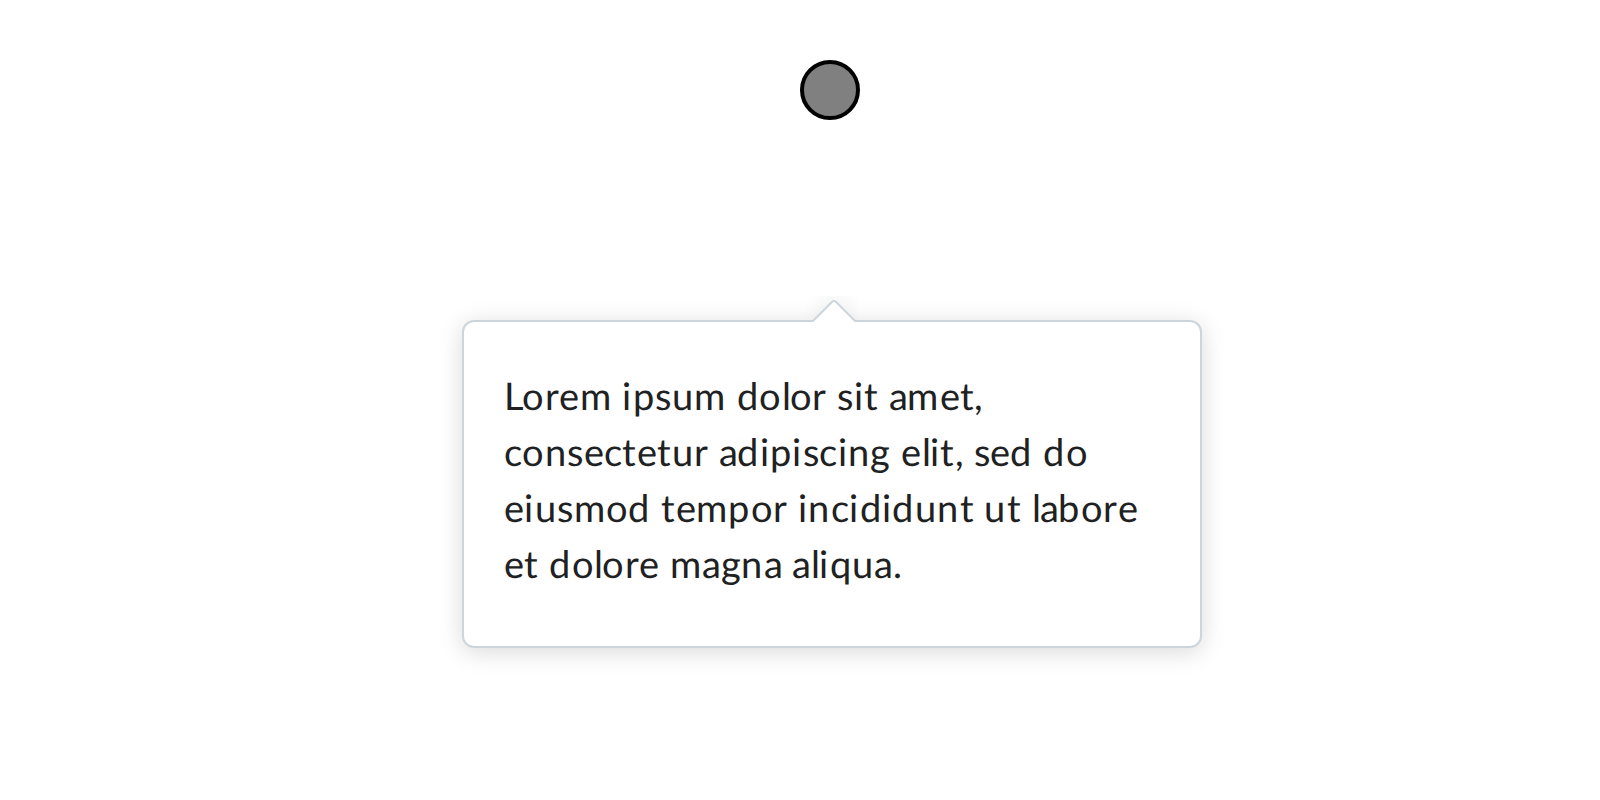 Lorem ipsum dolor sit amet,
consectetur adipiscing elit, sed do
eiusmod tempor incididunt ut labore
et dolore magna aliqua.